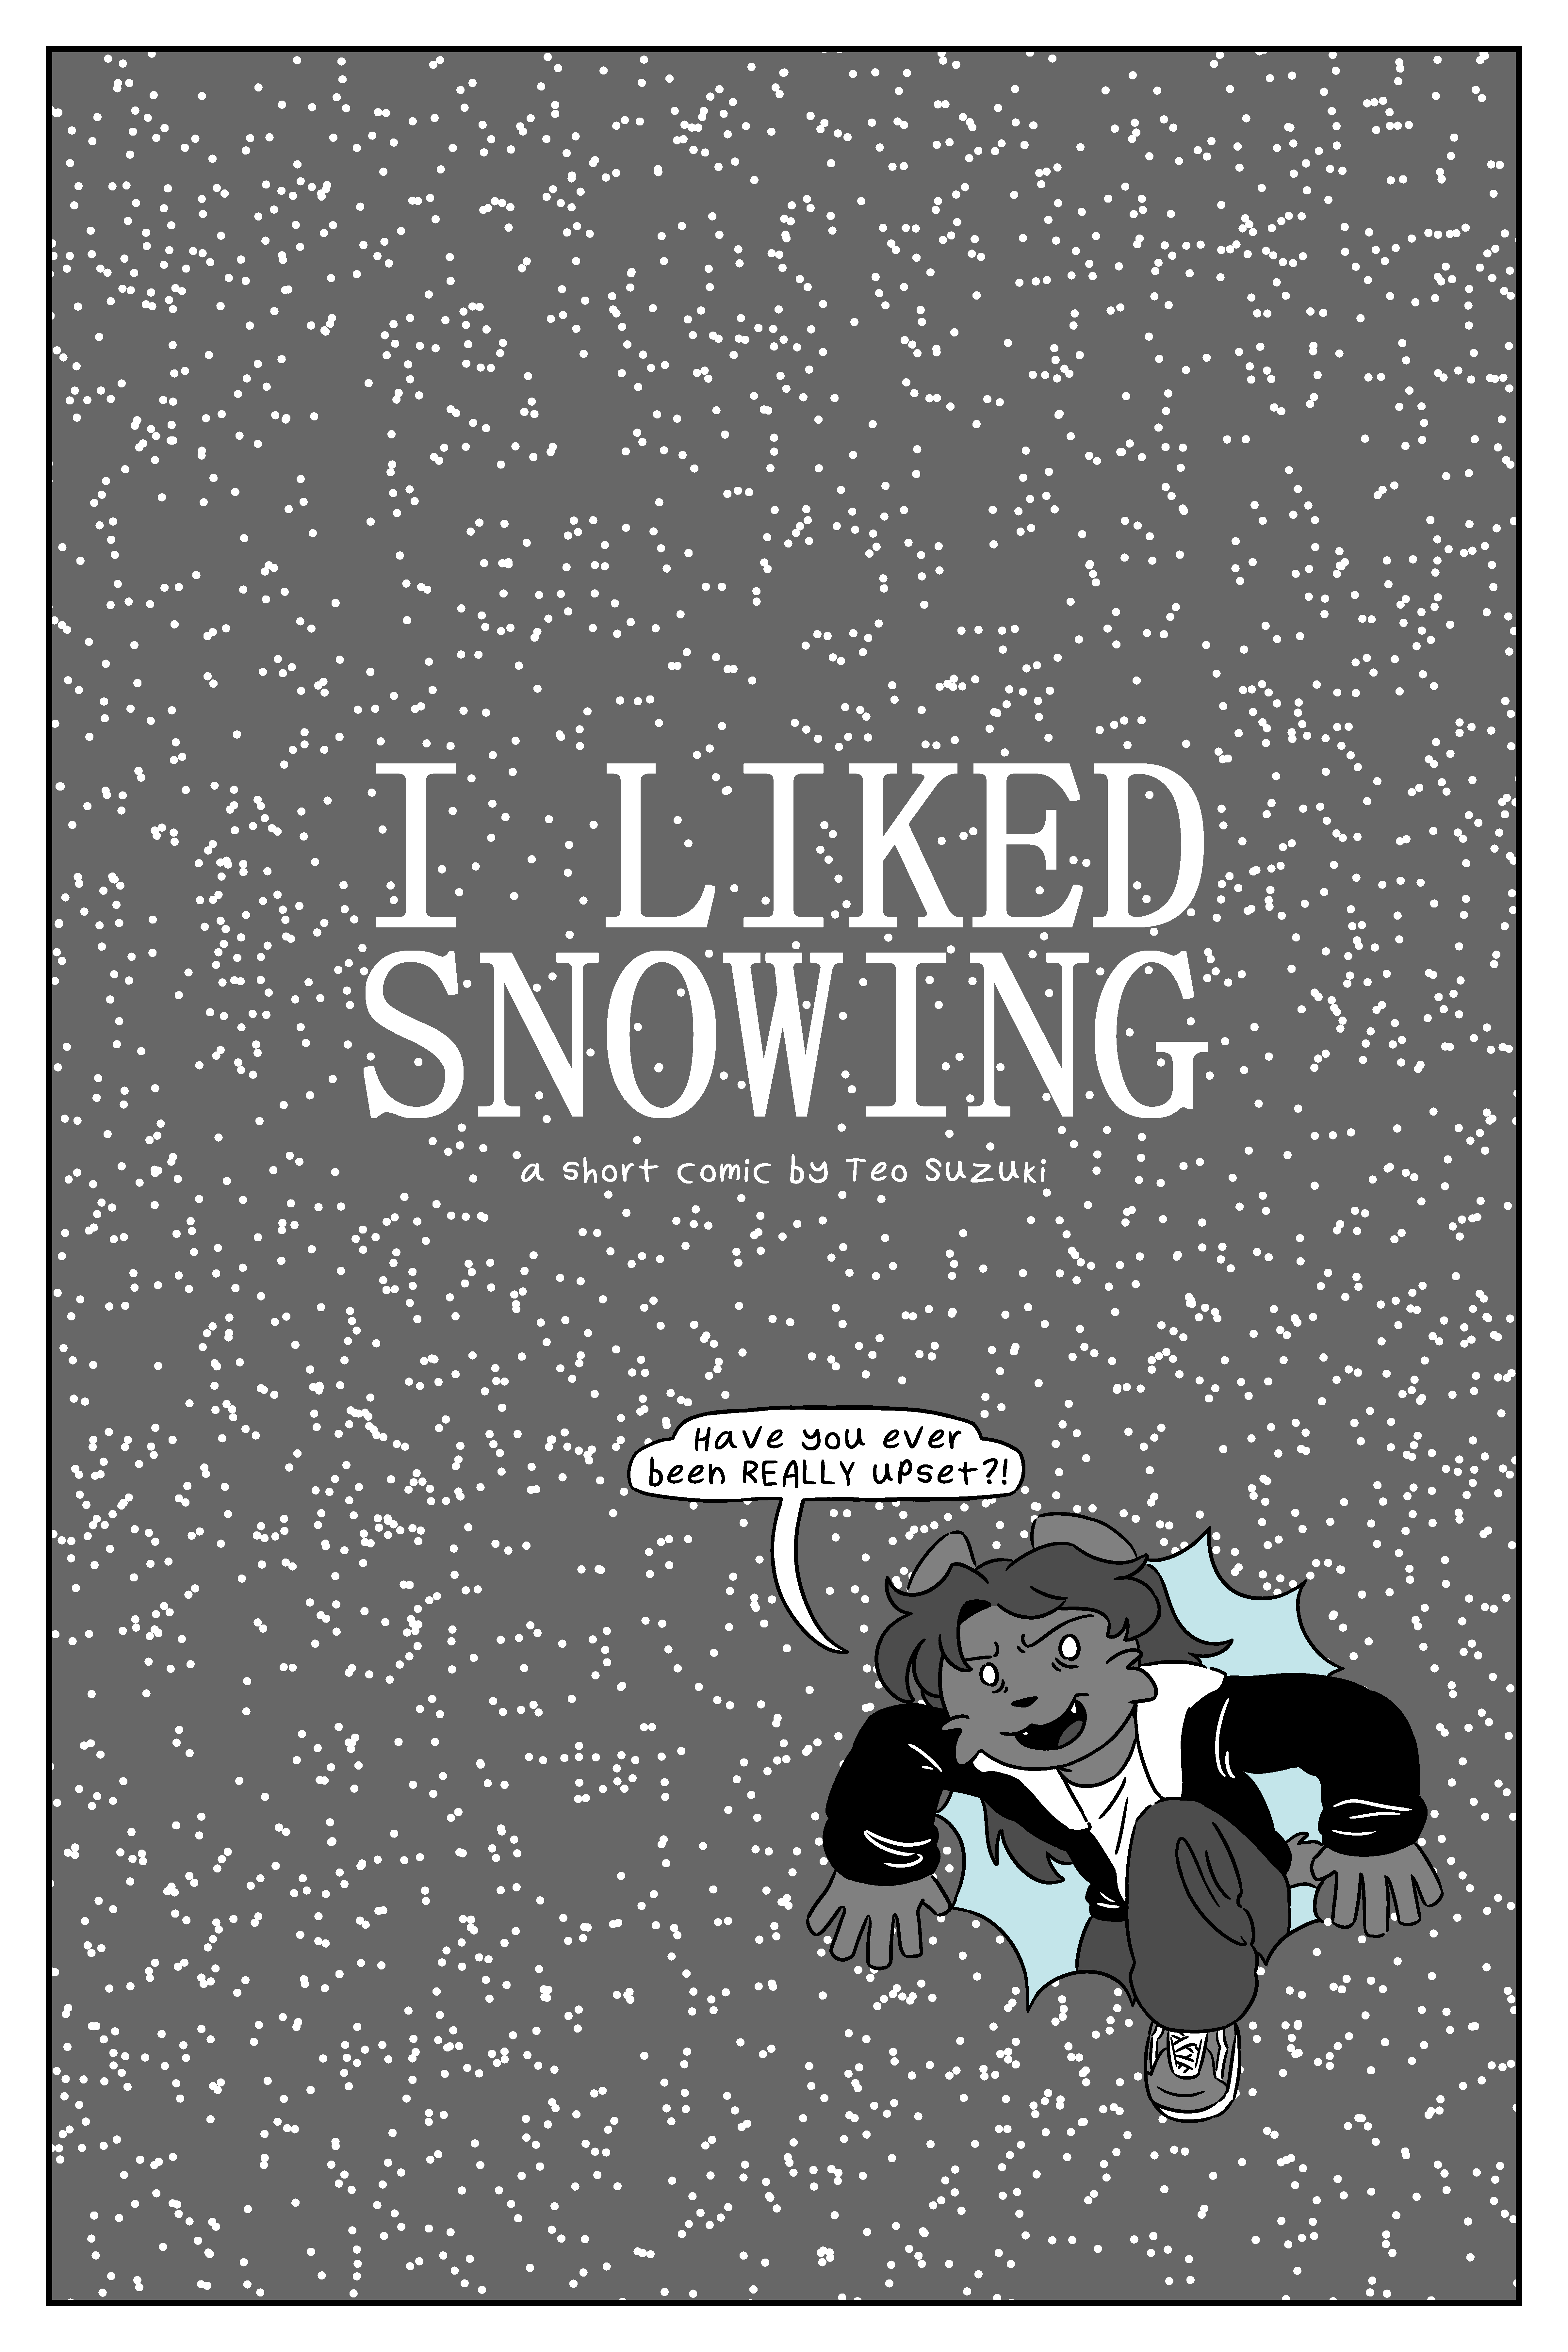 I LIKED
SNOWING
a short comic by Teo Suzuki
Have you ever
been REALLY upset?!